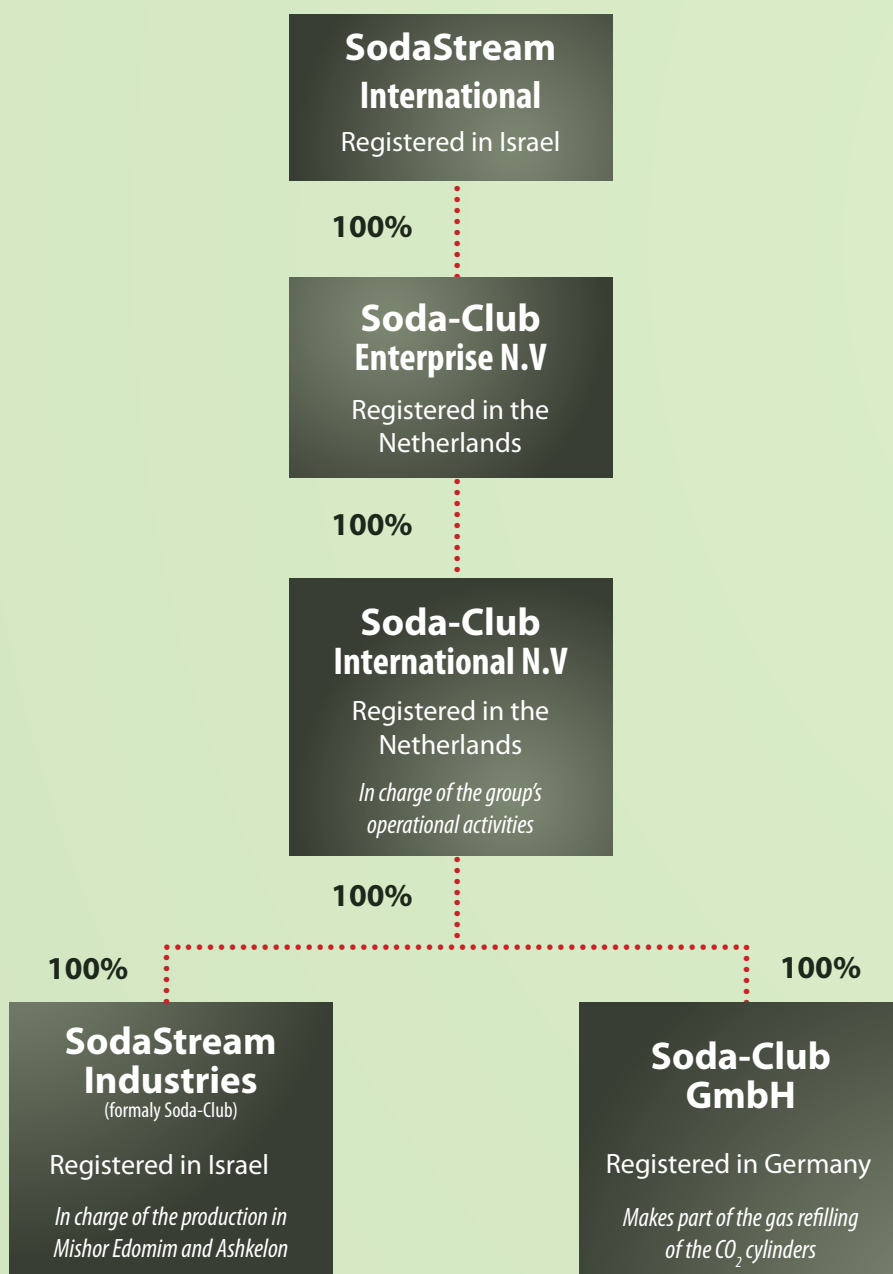 SodaStream
International
Registered in Israel
100%
Soda-Club
Enterprise N.V
Registered in the
Netherlands
100%
Soda-Club
International N.V
Registered in the
Netherlands
In charge of the group's
operational activities
100%
100%
100%
SodaStream
Industries
(formaly Soda-Club)
Registered in Israel
In charge of the production in
Mishor Edomim and Ashkelon
Soda-Club
GmbH
Registered in Germany
Makes part of the gas refilling
of the CO₂ cylinders